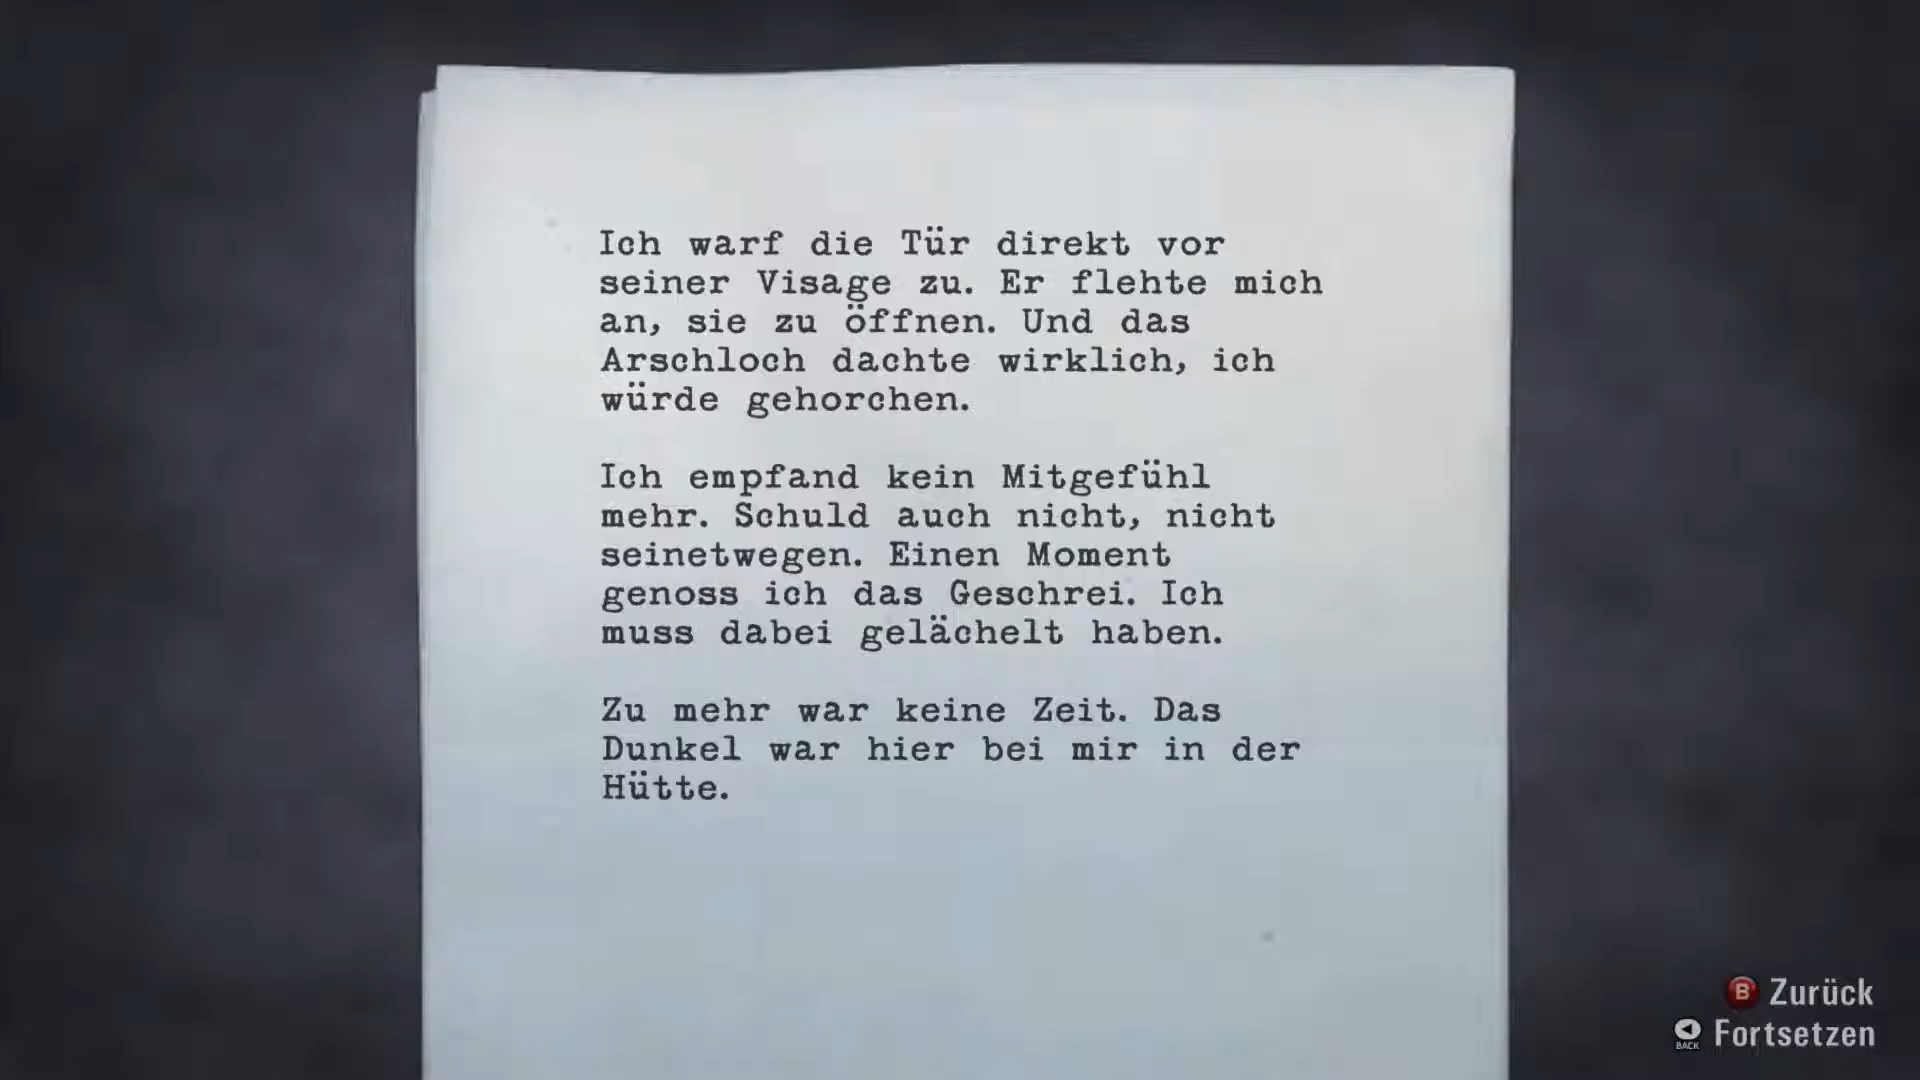 Ich warf die Tür direkt vor
seiner Visage zu. Er flehte mich
an, sie zu öffnen. Und das
Arschloch dachte wirklich, ich
würde gehorchen.
Ich empfand kein Mitgefühl
mehr. Schuld auch nicht, nicht
seinetwegen. Einen Moment
genoss ich das Geschrei. Ich
muss dabei gelächelt haben.
Zu mehr war keine Zeit. Das
Dunkel war hier bei mir in der
Hütte.
B Zurück
BACK Fortsetzen